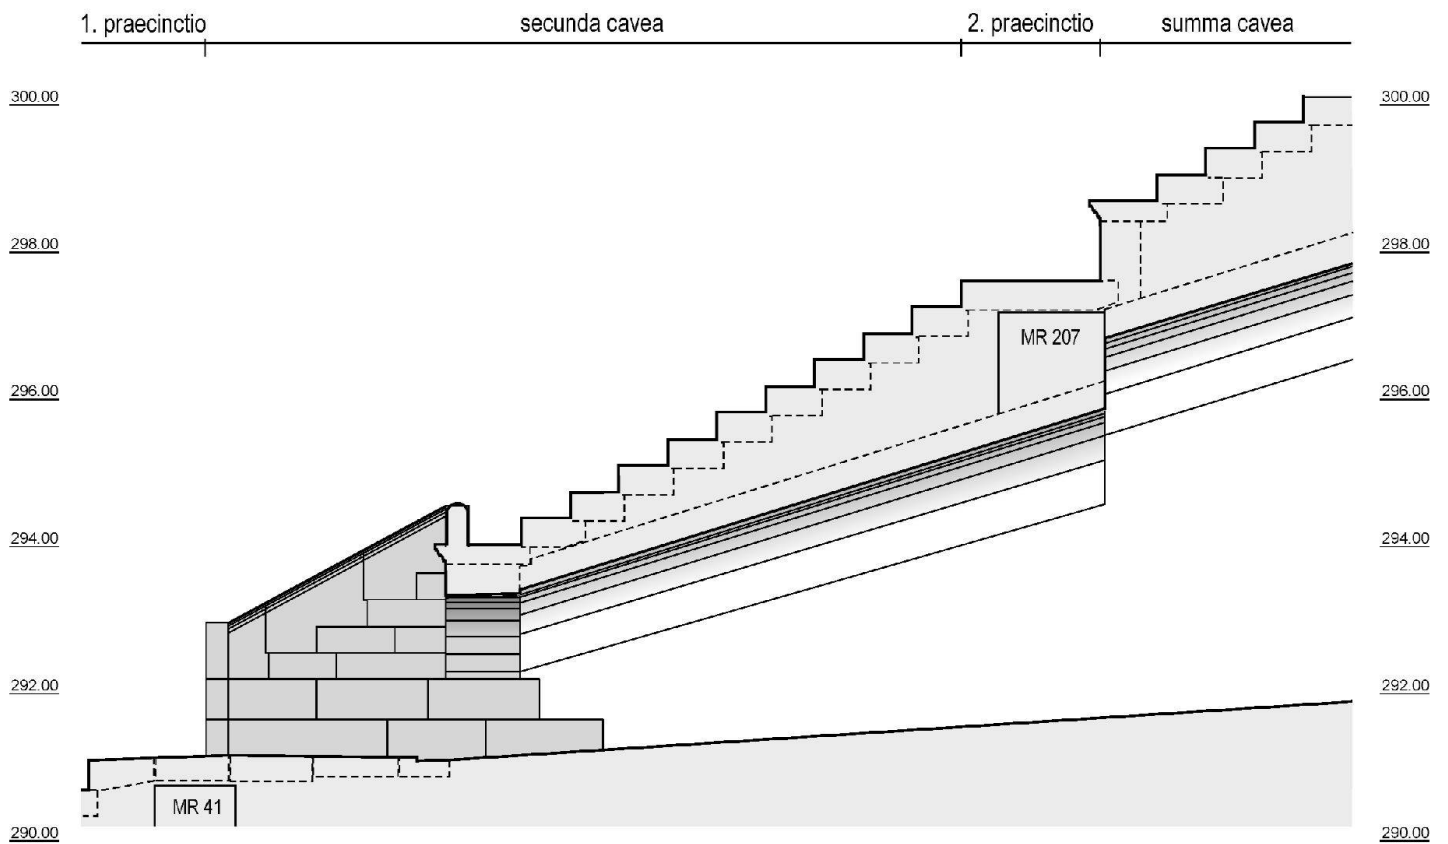 1. praecinctio secunda cavea 2. praecinctio summa cavea
300.00 300.00
298.00 298.00
MR 207
296.00 296.00
294.00 294.00
292.00 292.00
MR 41
290.00 290.00